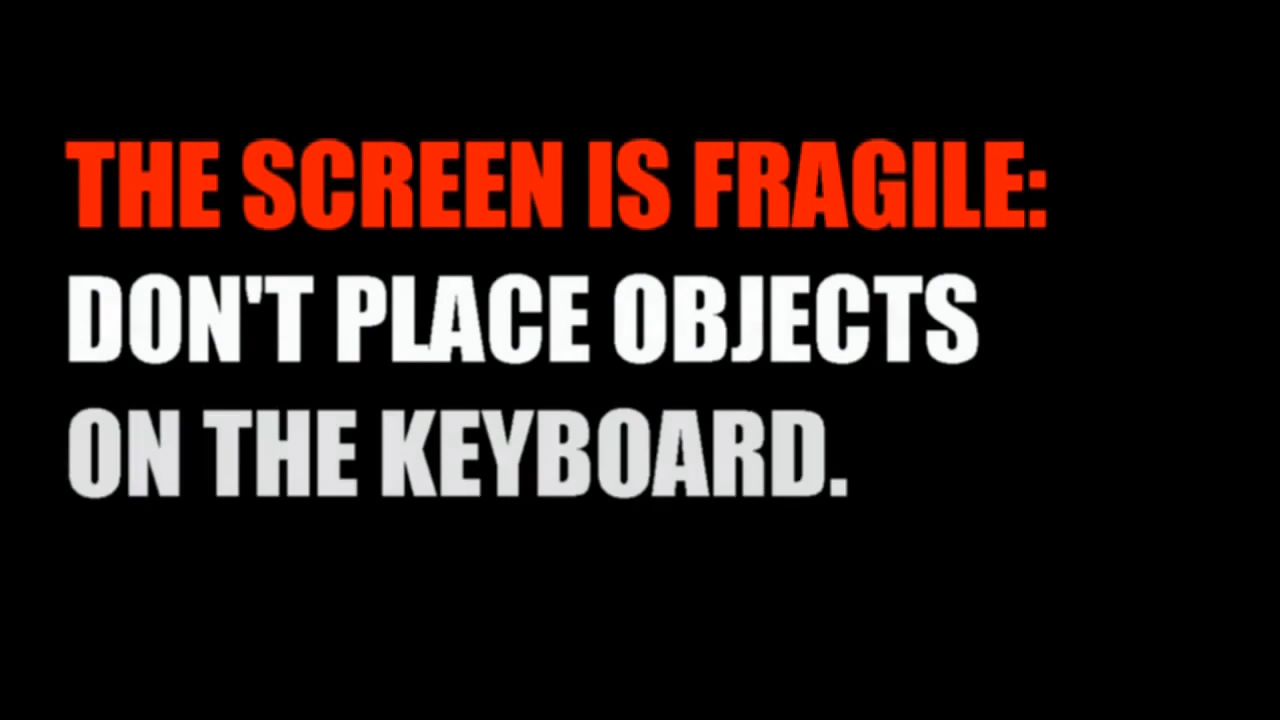 THE SCREEN IS FRAGILE:
DON'T PLACE OBJECTS
ON THE KEYBOARD.